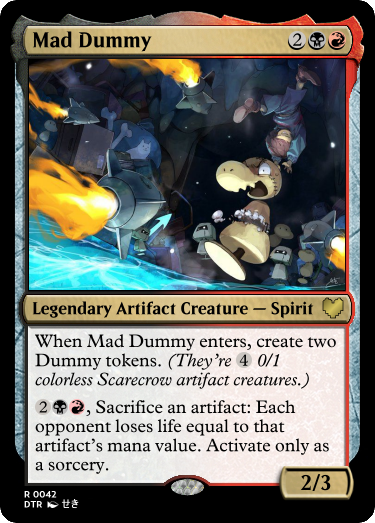 Mad Dummy 2
Legendary Artifact Creature — Spirit
When Mad Dummy enters, create two
Dummy tokens. (They're 4 0/1
colorless Scarecrow artifact creatures.)
2, Sacrifice an artifact: Each
opponent loses life equal to that
artifact's mana value. Activate only as
a sorcery.
2/3
R 0042
DTR せき